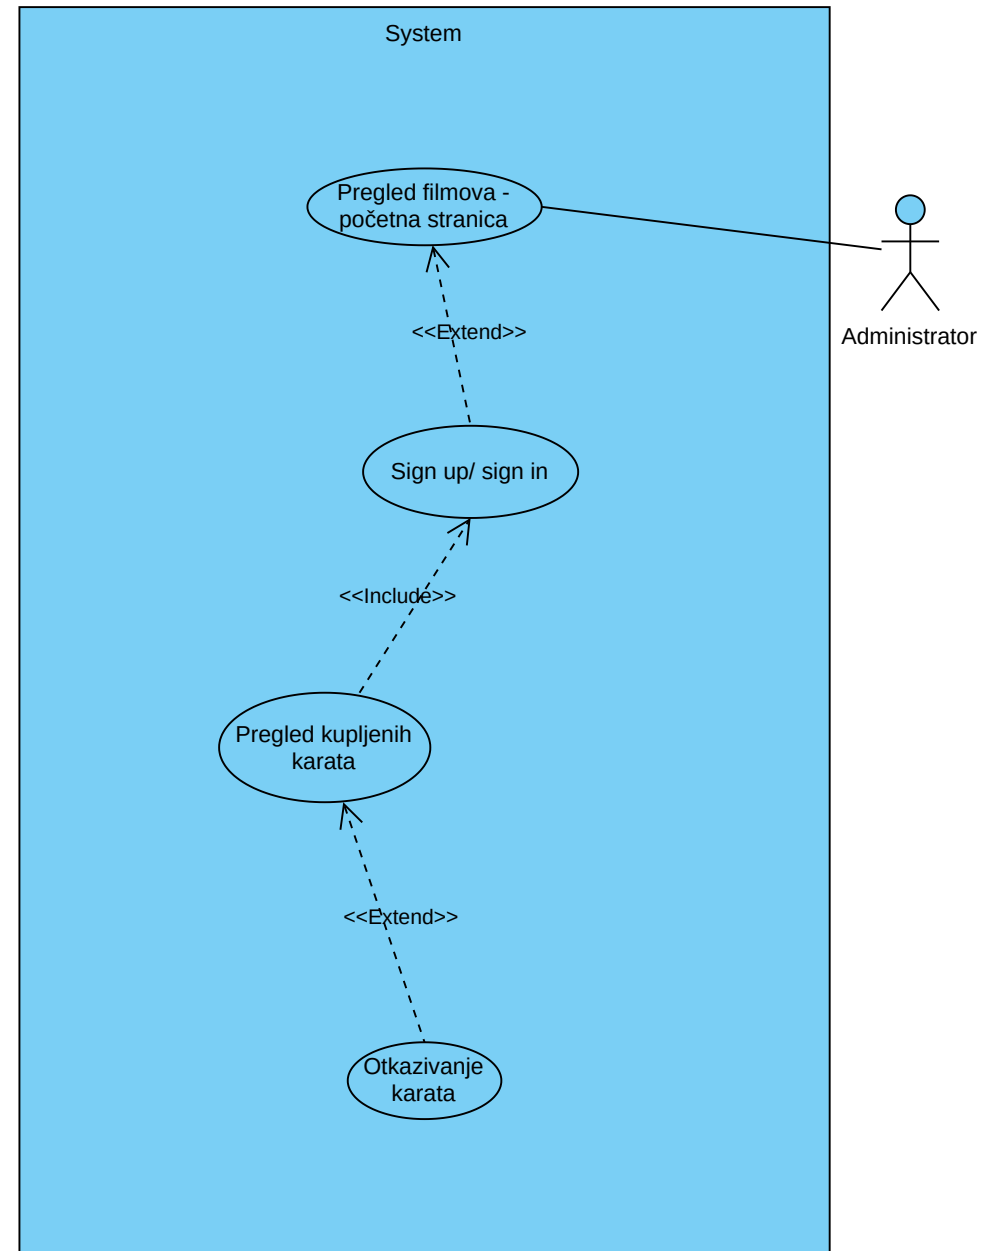 System
Pregled filmova -
početna stranica
Administrator
<<Extend>>
Sign up/ sign in
<<Include>>
Pregled kupljenih
karata
<<Extend>>
Otkazivanje
karata